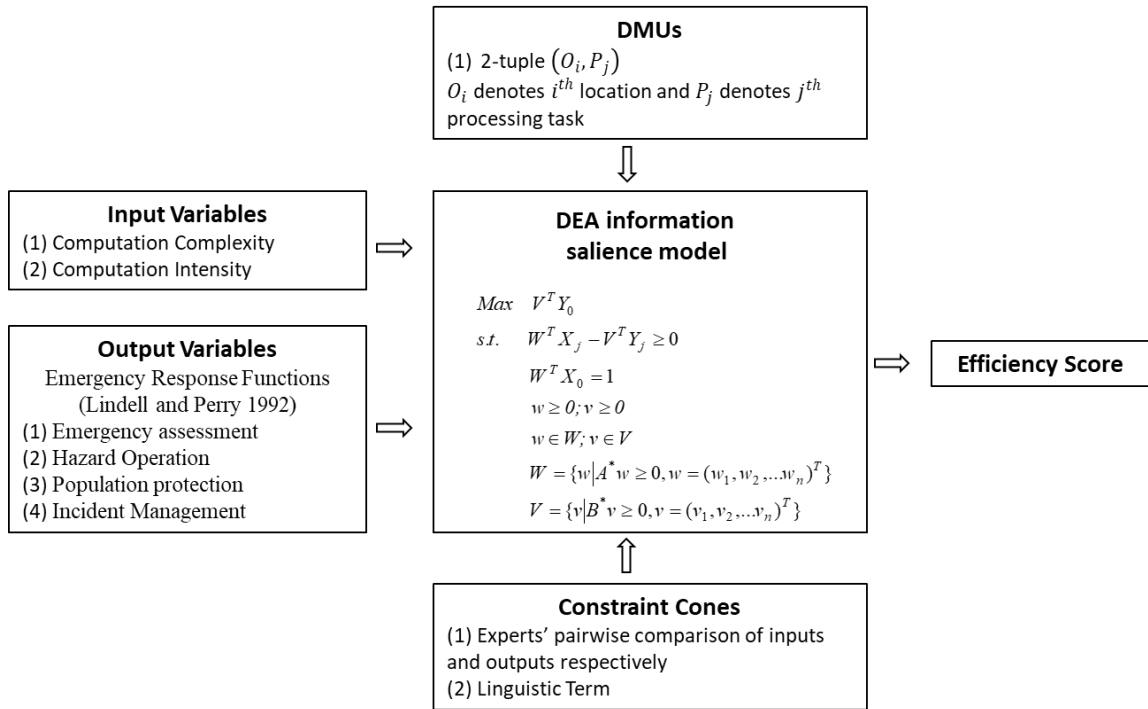 DMUs
(1) 2-tuple (O_i, P_j)
O_i denotes i^th location and P_j denotes j^th
processing task
Input Variables
(1) Computation Complexity
(2) Computation Intensity
Output Variables
Emergency Response Functions
(Lindell and Perry 1992)
(1) Emergency assessment
(2) Hazard Operation
(3) Population protection
(4) Incident Management
DEA information
salience model
Max V^T Y_0
s.t. W^T X_j − V^T Y_j ≥ 0
W^T X_0 = 1
w ≥ 0; v ≥ 0
w ∈ W; v ∈ V
W = {w|A^* w ≥ 0, w = (w_1, w_2, ... w_n)^T}
V = {v|B^* v ≥ 0, v = (v_1, v_2, ... v_n)^T}
Efficiency Score
Constraint Cones
(1) Experts’ pairwise comparison of inputs
and outputs respectively
(2) Linguistic Term